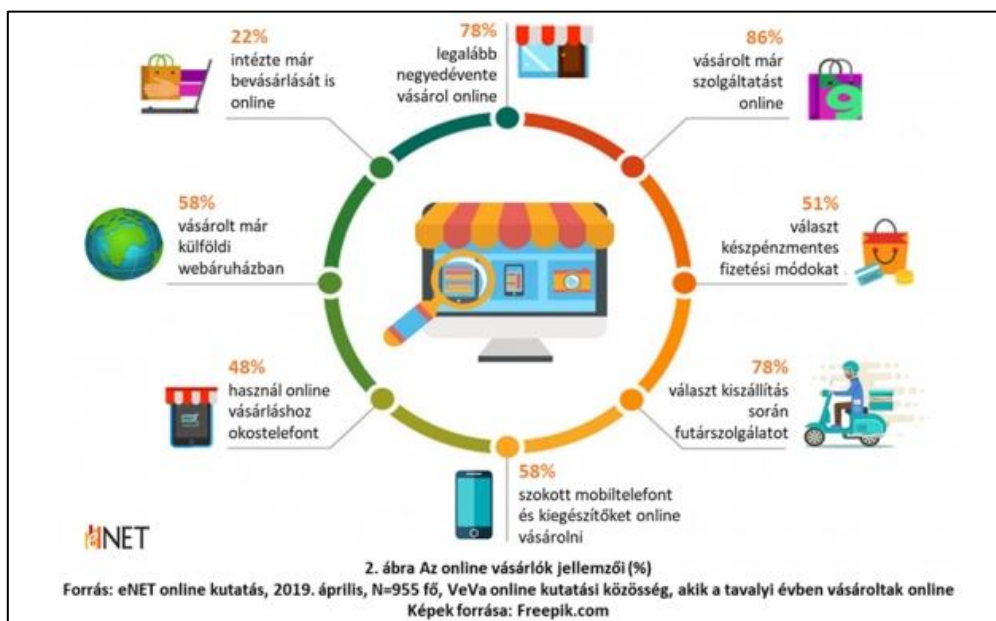 22%
intézte már
bevásárlását is
online
78%
legalább
negyedévente
vásárol online
86%
vásárolt már
szolgáltatást
online
58%
vásárolt már
külföldi
webáruházban
51%
választ
készpénzmentes
fizetési módokat
48%
használ online
vásárláshoz
okostelefont
78%
választ kiszállítás
során
futárszolgálatot
58%
szokott mobiltelefont
és kiegészítőket online
vásárolni
eNET
2. ábra Az online vásárlók jellemzői (%)
Forrás: eNET online kutatás, 2019. április, N=955 fő, VeVa online kutatási közösség, akik a tavalyi évben vásároltak online
Képek forrása: Freepik.com